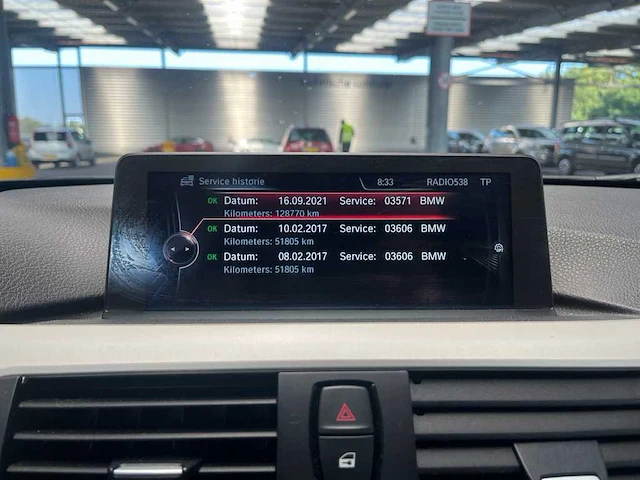 Service historie 8:33 RADIO538 TP
OK Datum: 16.09.2021 Service: 03571 BMW
Kilometers: 128770 km
OK Datum: 10.02.2017 Service: 03606 BMW
Kilometers: 51805 km
OK Datum: 08.02.2017 Service: 03606 BMW
Kilometers: 51805 km